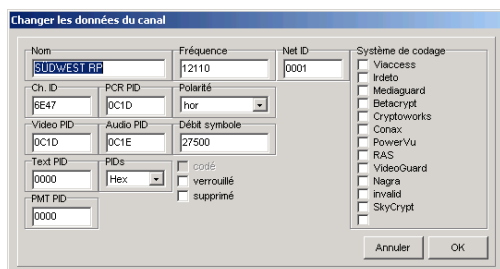 Changer les données du canal
Nom
SÜDWEST RP
Fréquence
12110
Net ID
0001
Ch. ID
6E47
PCR PID
0C1D
Polarité
hor
Video PID
0C1D
Audio PID
0C1E
Débit symbole
27500
Text PID
0000
PIDs
Hex
codé
verrouillé
supprimé
PMT PID
0000
Système de codage
Viaccess
Irdeto
Mediaguard
Betacrypt
Cryptoworks
Conax
PowerVu
RAS
VideoGuard
Nagra
invalid
SkyCrypt
Annuler
OK